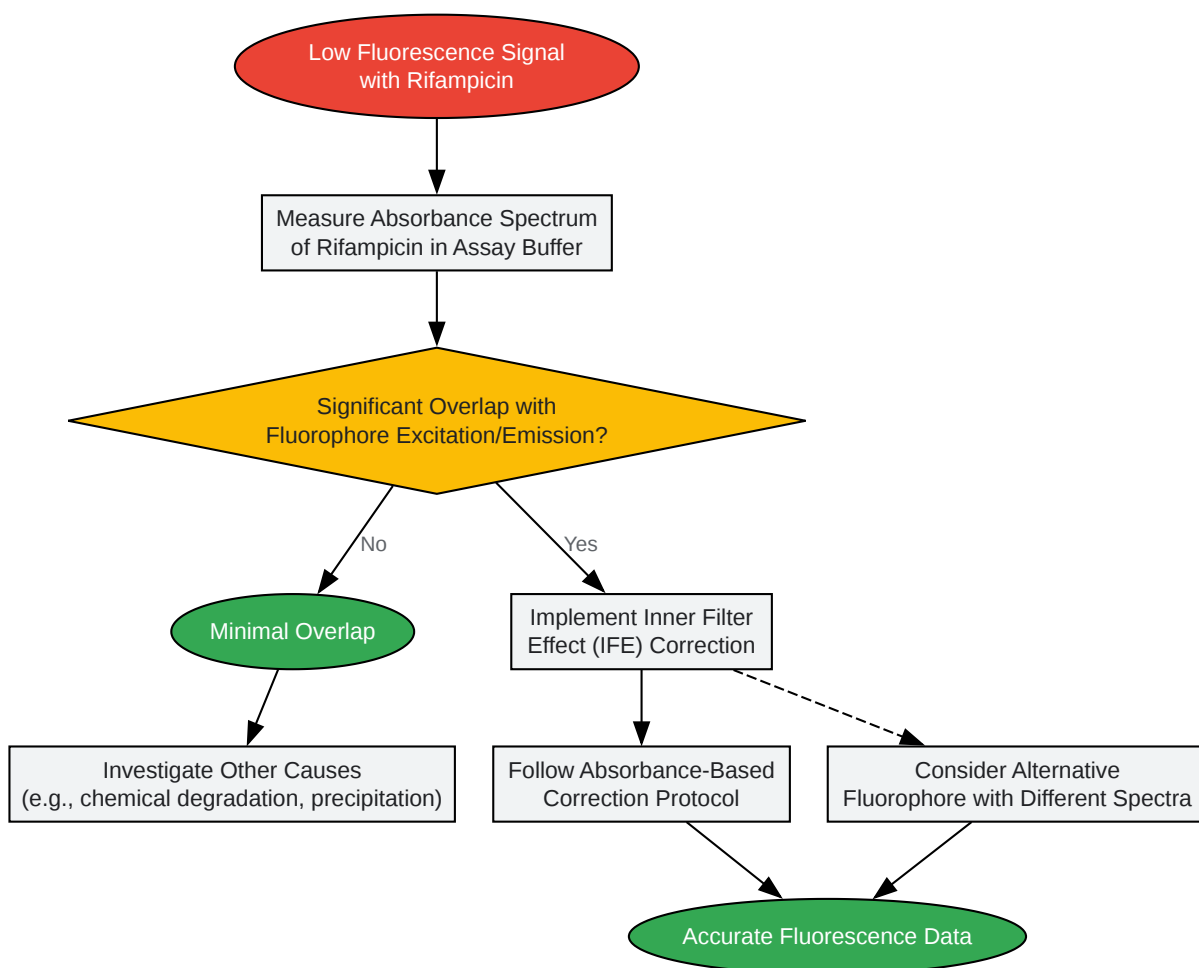 Low Fluorescence Signal
with Rifampicin
Measure Absorbance Spectrum
of Rifampicin in Assay Buffer
Significant Overlap with
Fluorophore Excitation/Emission?
No
Yes
Minimal Overlap
Implement Inner Filter
Effect (IFE) Correction
Investigate Other Causes
(e.g., chemical degradation, precipitation)
Follow Absorbance-Based
Correction Protocol
Consider Alternative
Fluorophore with Different Spectra
Accurate Fluorescence Data